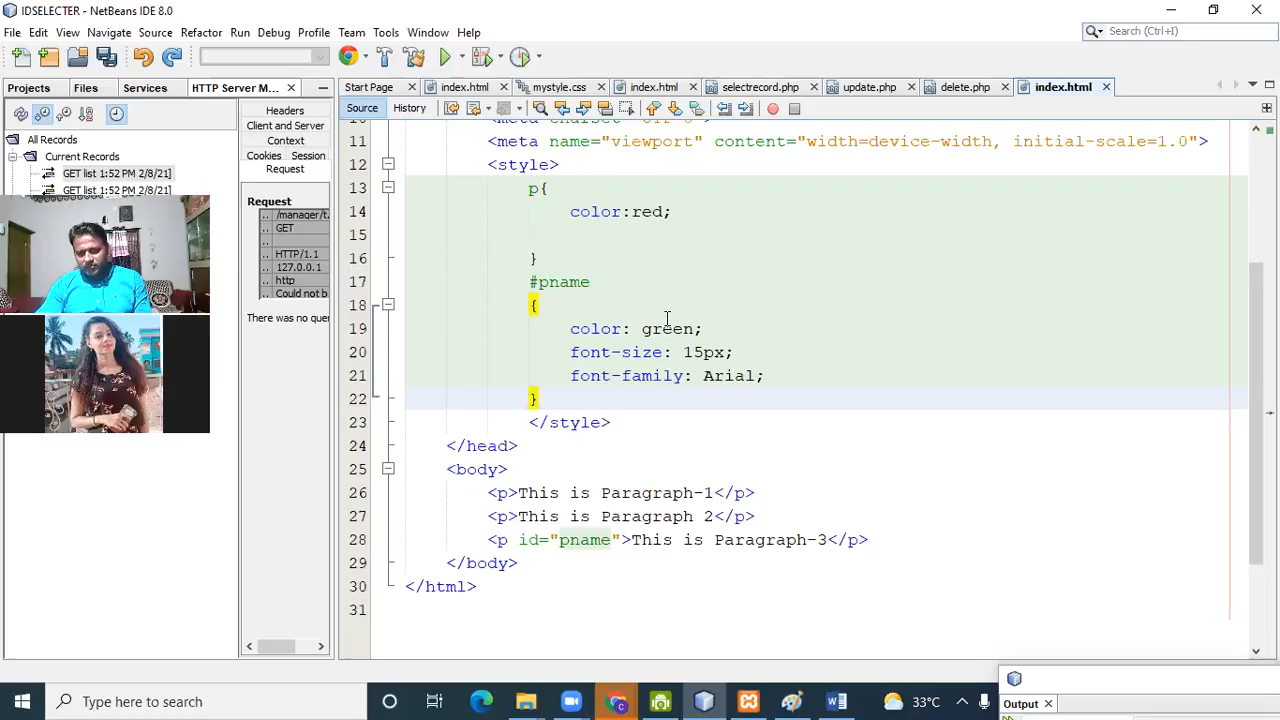 IDSELECTER - NetBeans IDE 8.0
File Edit View Navigate Source Refactor Run Debug Profile Team Tools Window Help
Search (Ctrl+I)
Projects Files Services HTTP Server M...
Start Page index.html mystyle.css index.html selectrecord.php update.php delete.php index.html
Source History
All Records
Current Records
GET list 1:52 PM 2/8/21]
GET list 1:52 PM 2/8/21]
Headers
Client and Server
Context
Cookies Session
Request
Request
.. /manager/t.
.. GET
..
.. HTTP/1.1
.. 127.0.0.1
.. http
.. Could not b
There was no quer
11 <meta name="viewport" content="width=device-width, initial-scale=1.0">
12 <style>
13 p{
14 color:red;
15
16 }
17 #pname
18 {
19 color: green;
20 font-size: 15px;
21 font-family: Arial;
22 }
23 </style>
24 </head>
25 <body>
26 <p>This is Paragraph-1</p>
27 <p>This is Paragraph 2</p>
28 <p id="pname">This is Paragraph-3</p>
29 </body>
30 </html>
31
Type here to search
33°C
Output